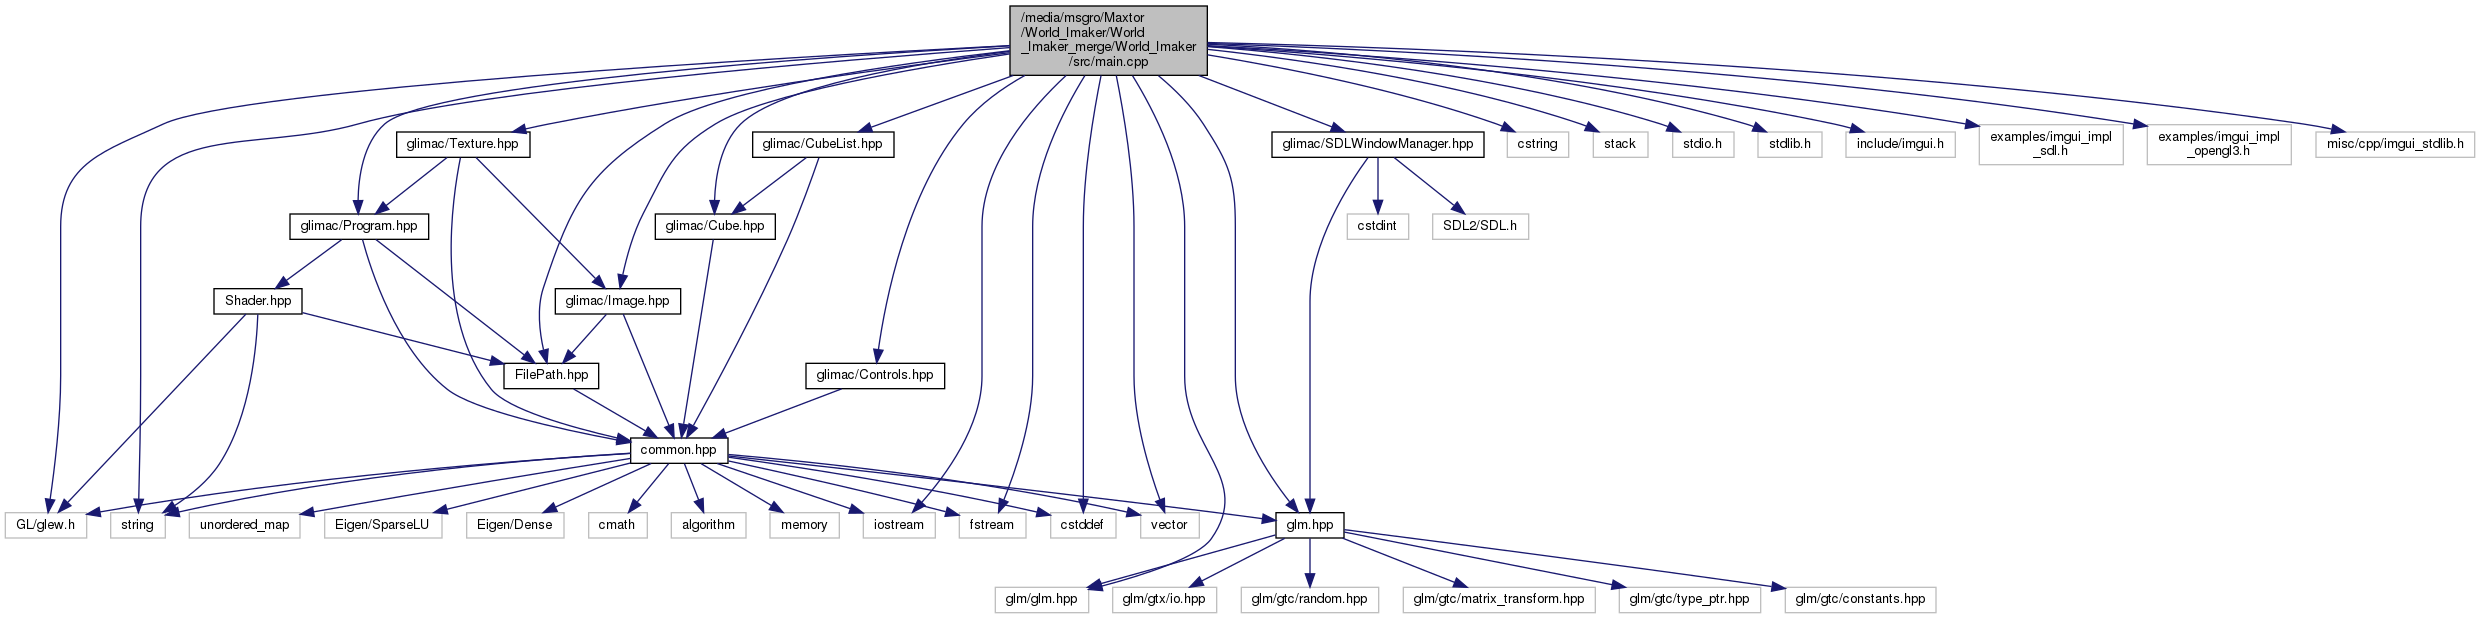 /media/msgro/Maxtor
/World_Imaker/World
_Imaker_merge/World_Imaker
/src/main.cpp
glimac/Texture.hpp
glimac/CubeList.hpp
glimac/SDLWindowManager.hpp
cstring
stack
stdio.h
stdlib.h
include/imgui.h
examples/imgui_impl
_sdl.h
examples/imgui_impl
_opengl3.h
misc/cpp/imgui_stdlib.h
glimac/Program.hpp
glimac/Cube.hpp
cstdint
SDL2/SDL.h
Shader.hpp
glimac/Image.hpp
FilePath.hpp
glimac/Controls.hpp
common.hpp
GL/glew.h
string
unordered_map
Eigen/SparseLU
Eigen/Dense
cmath
algorithm
memory
iostream
fstream
cstddef
vector
glm.hpp
glm/glm.hpp
glm/gtx/io.hpp
glm/gtc/random.hpp
glm/gtc/matrix_transform.hpp
glm/gtc/type_ptr.hpp
glm/gtc/constants.hpp